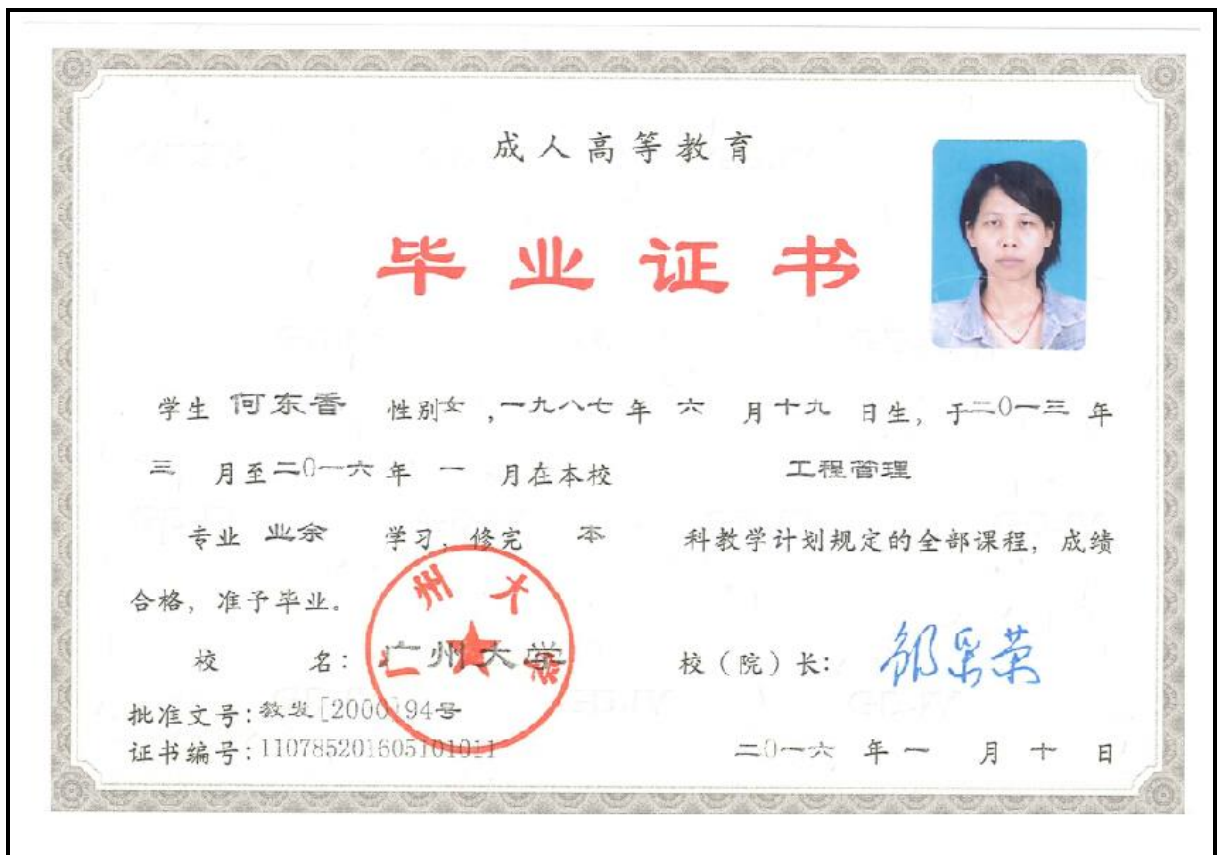 成人高等教育
毕业证书
学生 何东香 性别女,一九八七年 六 月十九 日生,于二0一三 年
三 月至二0一六年 一 月在本校 工程管理
专业 业余 学习,修完 本 科教学计划规定的全部课程,成绩
合格,准予毕业。
校 名:广州大学 校(院)长:
广州大学
批准文号:教发[2000]94号
证书编号:110785201605101011 二0一六 年 一 月 十 日